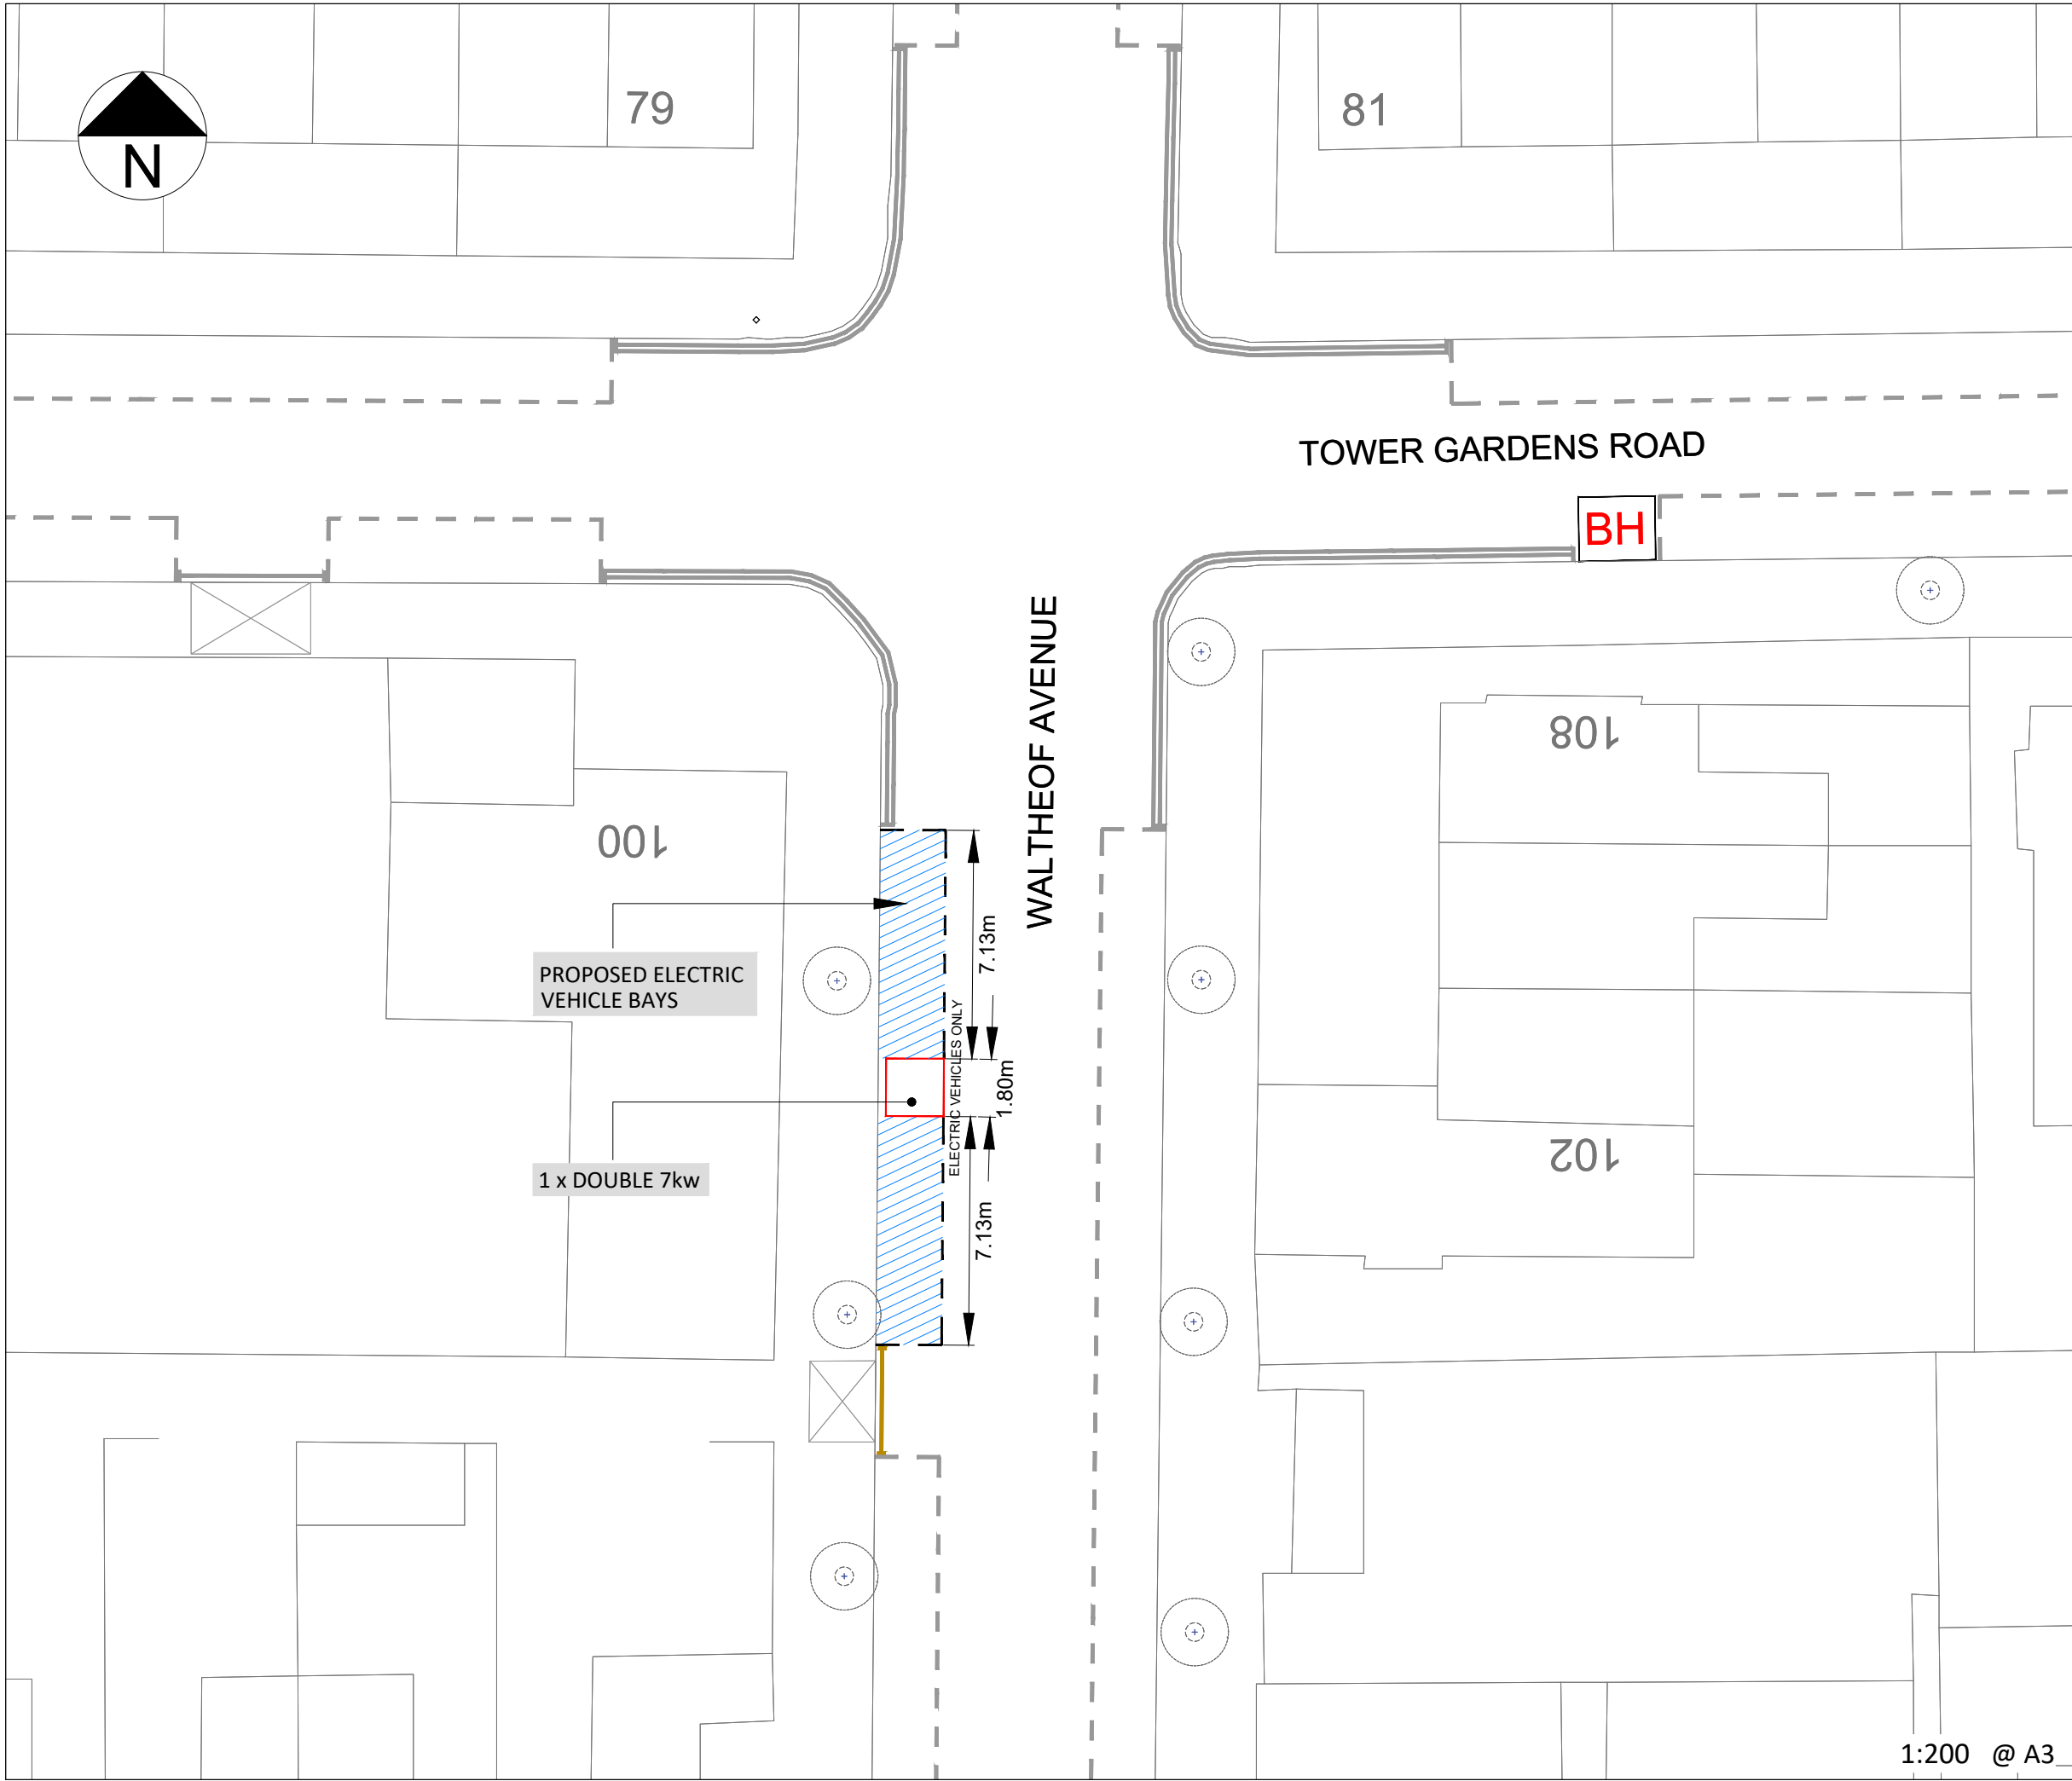 79
81
N
TOWER GARDENS ROAD
BH
WALTHEOF AVENUE
108
100
7.13m
PROPOSED ELECTRIC
VEHICLE BAYS
ELECTRIC VEHICLES ONLY
1.80m
102
1 x DOUBLE 7kw
7.13m
1:200 @ A3